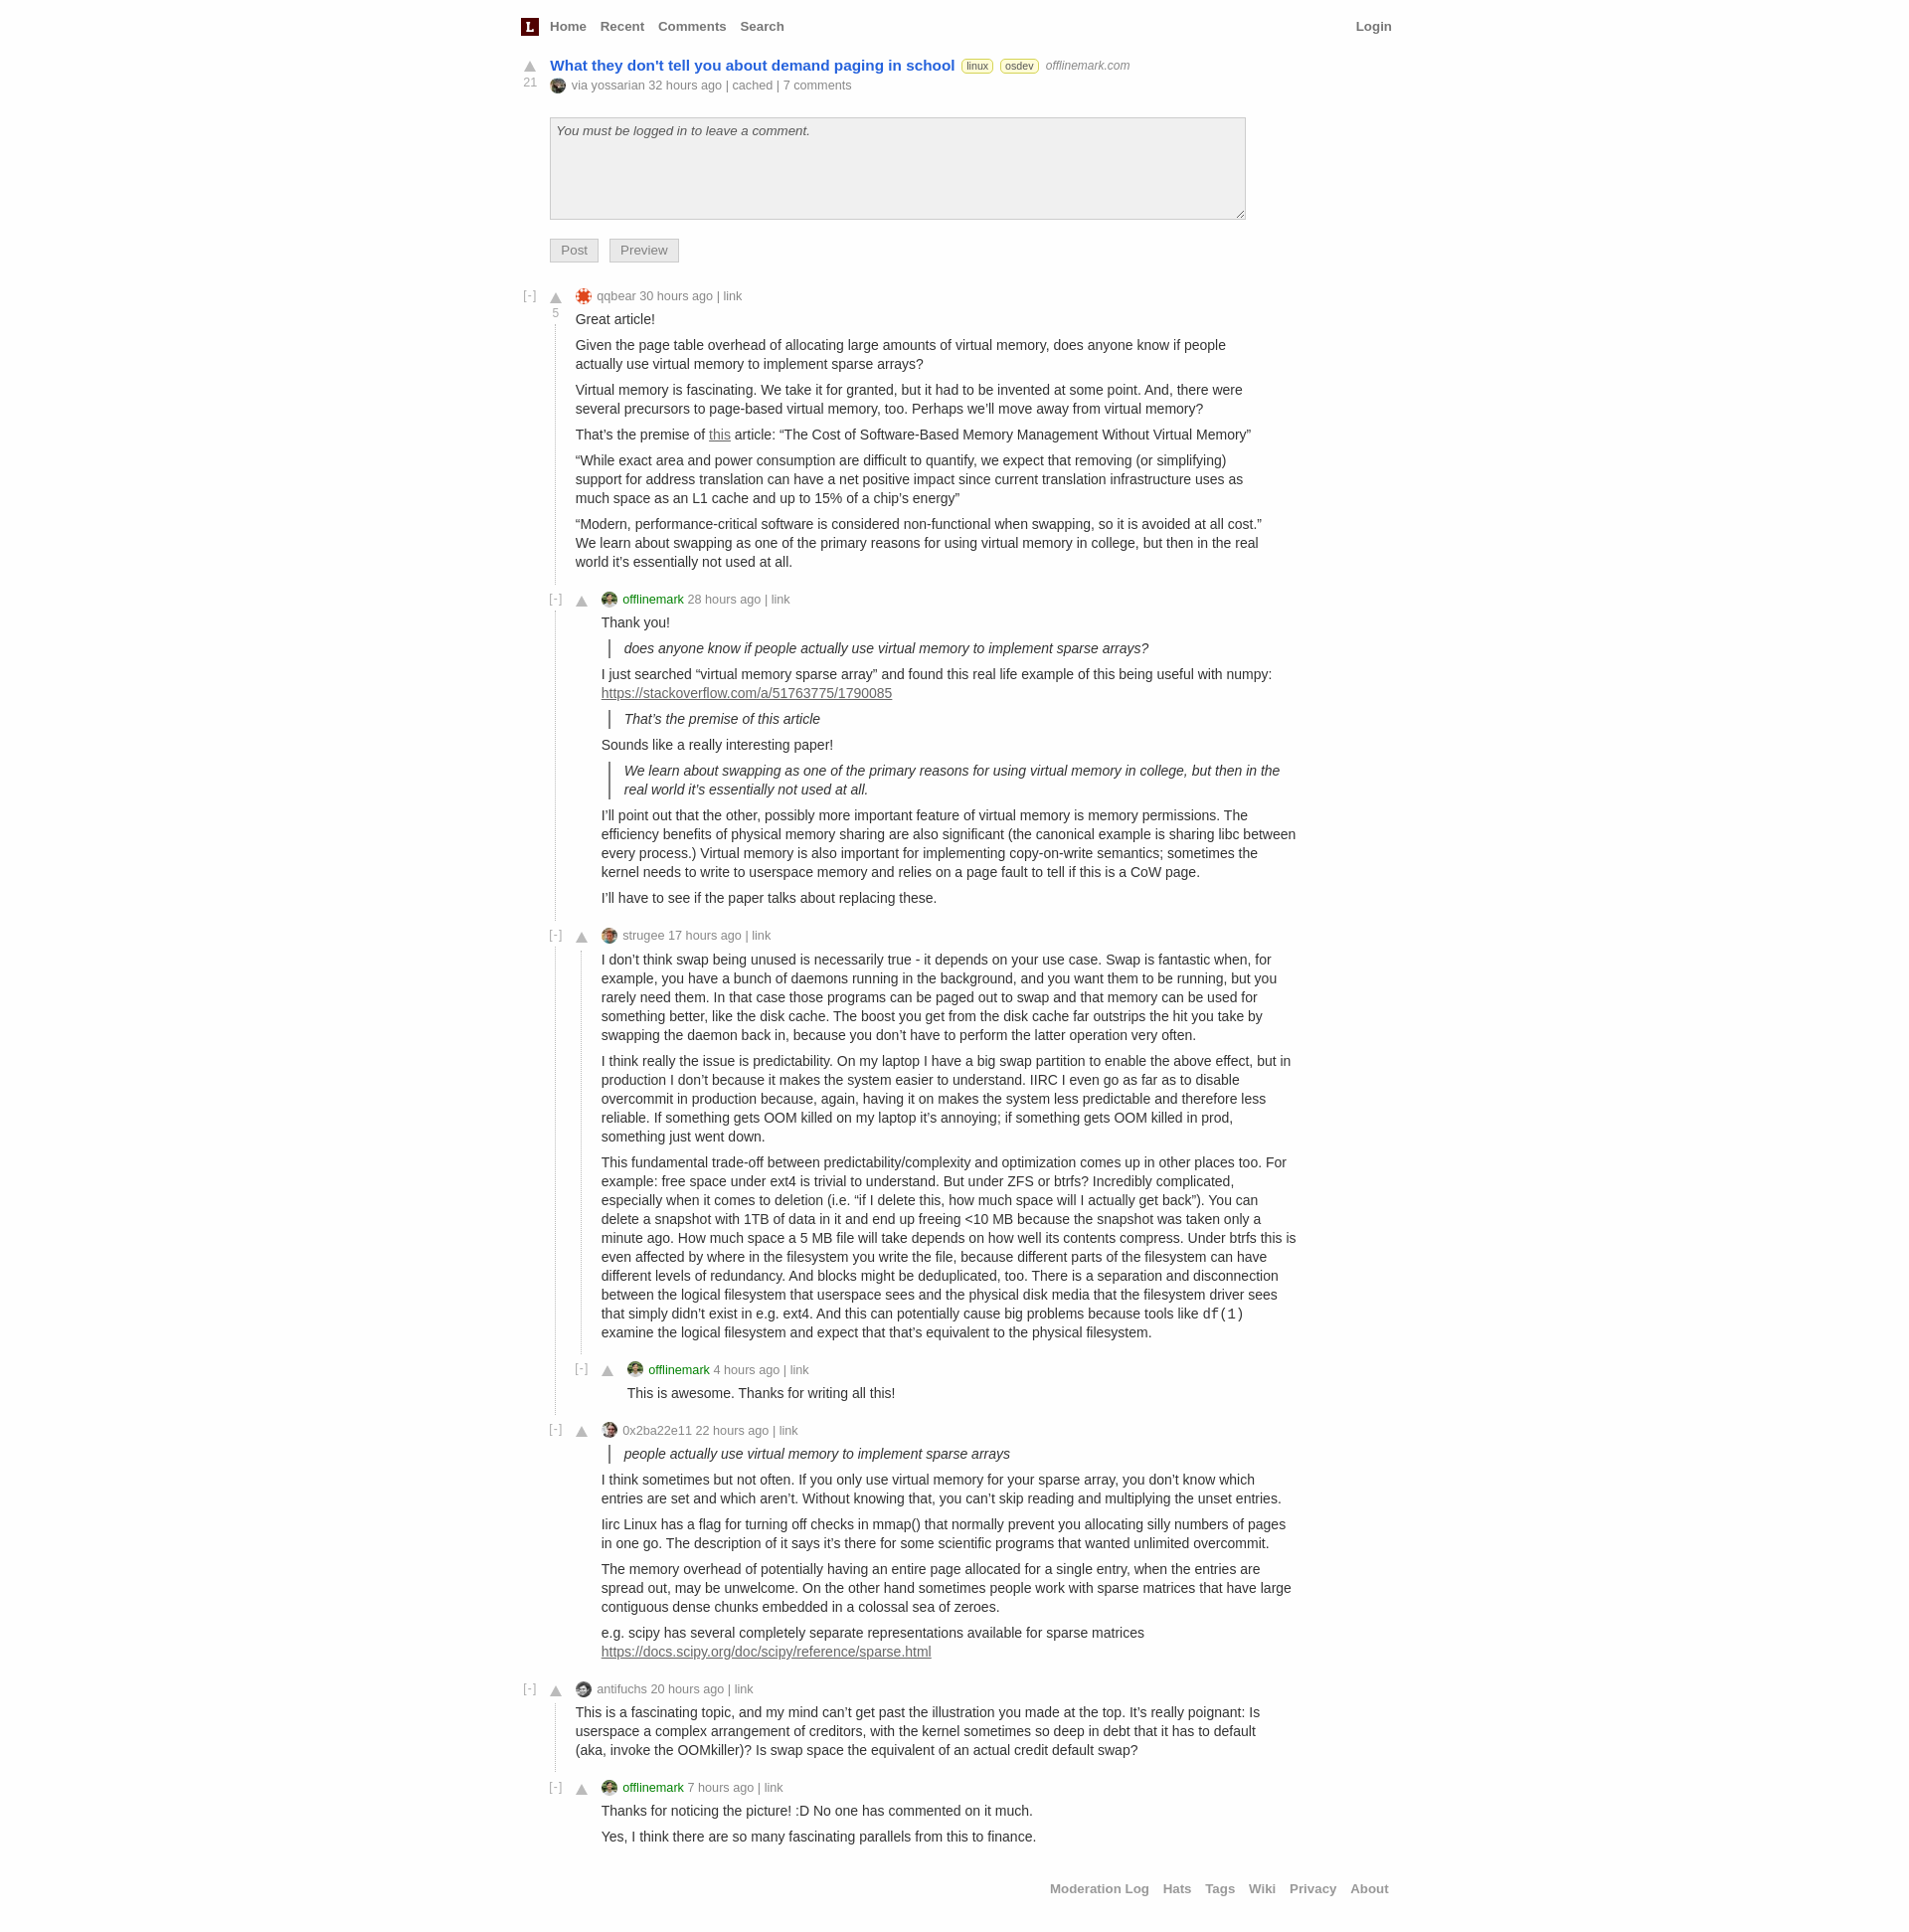 L Home Recent Comments Search Login
What they don't tell you about demand paging in school linux osdev offlinemark.com
21 via yossarian 32 hours ago | cached | 7 comments
You must be logged in to leave a comment.
Post Preview
[-] qqbear 30 hours ago | link
5
Great article!
Given the page table overhead of allocating large amounts of virtual memory, does anyone know if people
actually use virtual memory to implement sparse arrays?
Virtual memory is fascinating. We take it for granted, but it had to be invented at some point. And, there were
several precursors to page-based virtual memory, too. Perhaps we’ll move away from virtual memory?
That’s the premise of this article: “The Cost of Software-Based Memory Management Without Virtual Memory”
“While exact area and power consumption are difficult to quantify, we expect that removing (or simplifying)
support for address translation can have a net positive impact since current translation infrastructure uses as
much space as an L1 cache and up to 15% of a chip’s energy”
“Modern, performance-critical software is considered non-functional when swapping, so it is avoided at all cost.”
We learn about swapping as one of the primary reasons for using virtual memory in college, but then in the real
world it’s essentially not used at all.
[-] offlinemark 28 hours ago | link
Thank you!
does anyone know if people actually use virtual memory to implement sparse arrays?
I just searched “virtual memory sparse array” and found this real life example of this being useful with numpy:
https://stackoverflow.com/a/51763775/1790085
That’s the premise of this article
Sounds like a really interesting paper!
We learn about swapping as one of the primary reasons for using virtual memory in college, but then in the
real world it’s essentially not used at all.
I’ll point out that the other, possibly more important feature of virtual memory is memory permissions. The
efficiency benefits of physical memory sharing are also significant (the canonical example is sharing libc between
every process.) Virtual memory is also important for implementing copy-on-write semantics; sometimes the
kernel needs to write to userspace memory and relies on a page fault to tell if this is a CoW page.
I’ll have to see if the paper talks about replacing these.
[-] strugee 17 hours ago | link
I don’t think swap being unused is necessarily true - it depends on your use case. Swap is fantastic when, for
example, you have a bunch of daemons running in the background, and you want them to be running, but you
rarely need them. In that case those programs can be paged out to swap and that memory can be used for
something better, like the disk cache. The boost you get from the disk cache far outstrips the hit you take by
swapping the daemon back in, because you don’t have to perform the latter operation very often.
I think really the issue is predictability. On my laptop I have a big swap partition to enable the above effect, but in
production I don’t because it makes the system easier to understand. IIRC I even go as far as to disable
overcommit in production because, again, having it on makes the system less predictable and therefore less
reliable. If something gets OOM killed on my laptop it’s annoying; if something gets OOM killed in prod,
something just went down.
This fundamental trade-off between predictability/complexity and optimization comes up in other places too. For
example: free space under ext4 is trivial to understand. But under ZFS or btrfs? Incredibly complicated,
especially when it comes to deletion (i.e. “if I delete this, how much space will I actually get back”). You can
delete a snapshot with 1TB of data in it and end up freeing <10 MB because the snapshot was taken only a
minute ago. How much space a 5 MB file will take depends on how well its contents compress. Under btrfs this is
even affected by where in the filesystem you write the file, because different parts of the filesystem can have
different levels of redundancy. And blocks might be deduplicated, too. There is a separation and disconnection
between the logical filesystem that userspace sees and the physical disk media that the filesystem driver sees
that simply didn’t exist in e.g. ext4. And this can potentially cause big problems because tools like df(1)
examine the logical filesystem and expect that that’s equivalent to the physical filesystem.
[-] offlinemark 4 hours ago | link
This is awesome. Thanks for writing all this!
[-] 0x2ba22e11 22 hours ago | link
people actually use virtual memory to implement sparse arrays
I think sometimes but not often. If you only use virtual memory for your sparse array, you don’t know which
entries are set and which aren’t. Without knowing that, you can’t skip reading and multiplying the unset entries.
Iirc Linux has a flag for turning off checks in mmap() that normally prevent you allocating silly numbers of pages
in one go. The description of it says it’s there for some scientific programs that wanted unlimited overcommit.
The memory overhead of potentially having an entire page allocated for a single entry, when the entries are
spread out, may be unwelcome. On the other hand sometimes people work with sparse matrices that have large
contiguous dense chunks embedded in a colossal sea of zeroes.
e.g. scipy has several completely separate representations available for sparse matrices
https://docs.scipy.org/doc/scipy/reference/sparse.html
[-] antifuchs 20 hours ago | link
This is a fascinating topic, and my mind can’t get past the illustration you made at the top. It’s really poignant: Is
userspace a complex arrangement of creditors, with the kernel sometimes so deep in debt that it has to default
(aka, invoke the OOMkiller)? Is swap space the equivalent of an actual credit default swap?
[-] offlinemark 7 hours ago | link
Thanks for noticing the picture! :D No one has commented on it much.
Yes, I think there are so many fascinating parallels from this to finance.
Moderation Log Hats Tags Wiki Privacy About